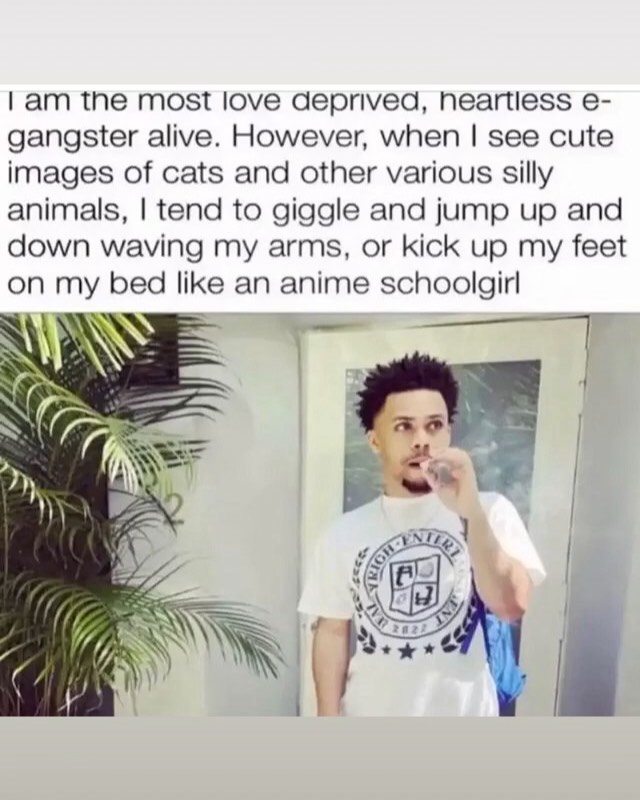 I am the most love deprived, heartless e-
gangster alive. However, when I see cute
images of cats and other various silly
animals, I tend to giggle and jump up and
down waving my arms, or kick up my feet
on my bed like an anime schoolgirl
2022